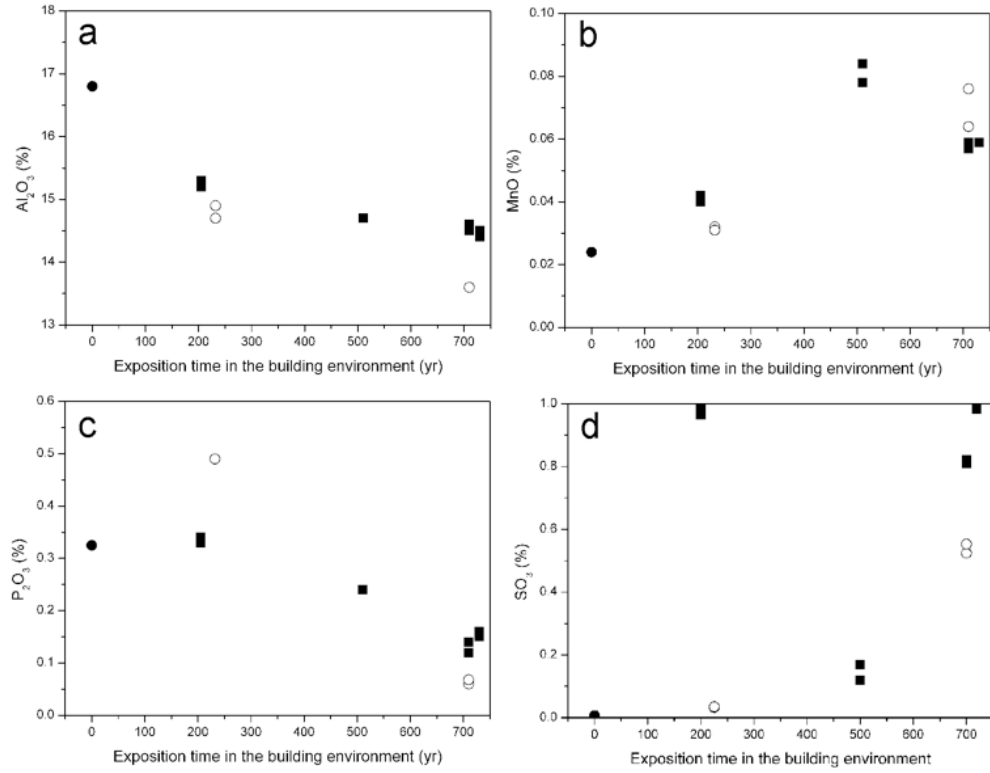 a
18
17
16
15
14
13
Al₂O₃ (%)
0 100 200 300 400 500 600 700
Exposition time in the building environment (yr)
b
0.10
0.08
0.06
0.04
0.02
0.00
MnO (%)
0 100 200 300 400 500 600 700
Exposition time in the building environment (yr)
c
0.6
0.5
0.4
0.3
0.2
0.1
0.0
P₂O₃ (%)
0 100 200 300 400 500 600 700
Exposition time in the building environment (yr)
d
1.0
0.8
0.6
0.4
0.2
0.0
SO₃ (%)
0 100 200 300 400 500 600 700
Exposition time in the building environment